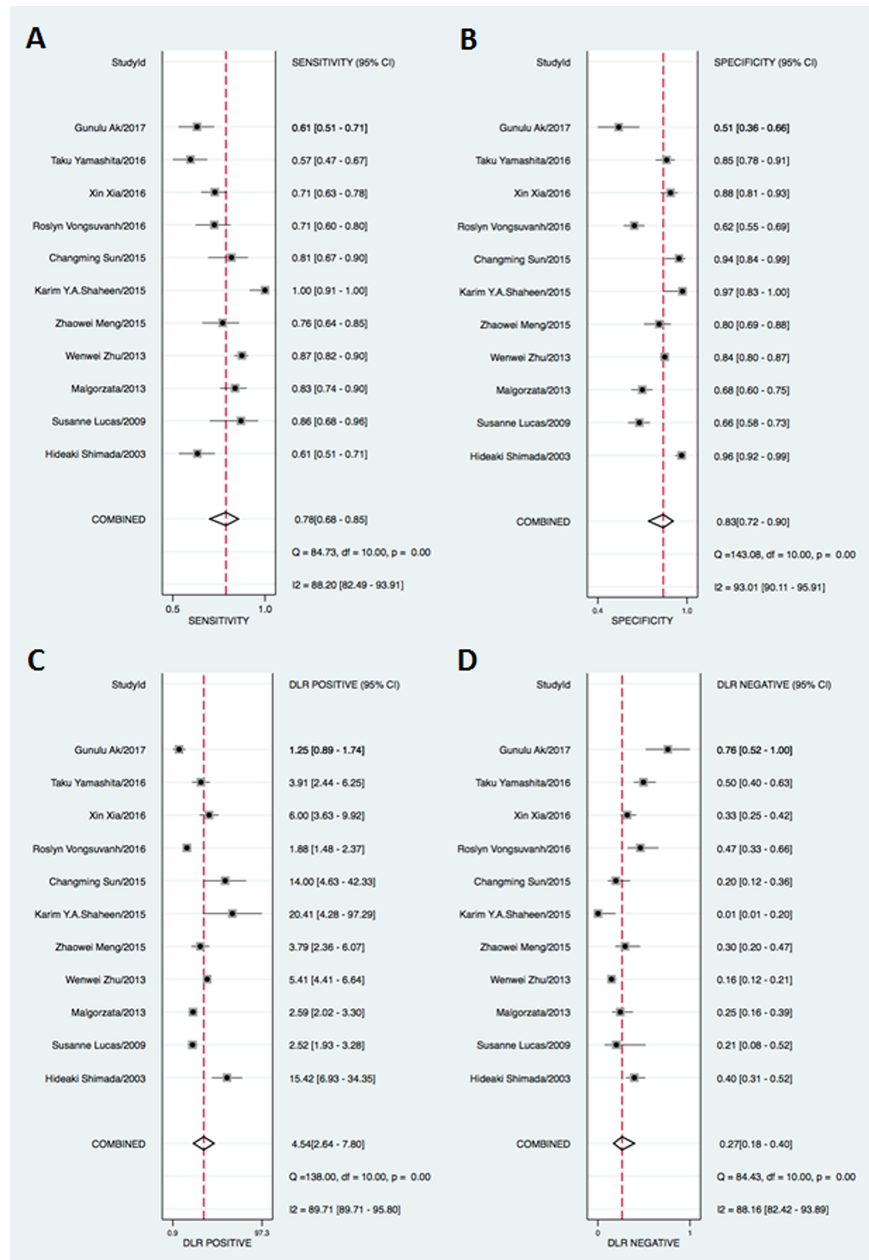 A
StudyId SENSITIVITY (95% CI)
Gunulu Ak/2017 0.61 [0.51 - 0.71]
Taku Yamashita/2016 0.57 [0.47 - 0.67]
Xin Xia/2016 0.71 [0.63 - 0.78]
Roslyn Vongsuvanh/2016 0.71 [0.60 - 0.80]
Changming Sun/2015 0.81 [0.67 - 0.90]
Karim Y.A.Shaheen/2015 1.00 [0.91 - 1.00]
Zhaowei Meng/2015 0.76 [0.64 - 0.85]
Wenwei Zhu/2013 0.87 [0.82 - 0.90]
Malgorzata/2013 0.83 [0.74 - 0.90]
Susanne Lucas/2009 0.86 [0.68 - 0.96]
Hideaki Shimada/2003 0.61 [0.51 - 0.71]
COMBINED 0.78[0.68 - 0.85]
Q = 84.73, df = 10.00, p = 0.00
I2 = 88.20 [82.49 - 93.91]
0.5 1.0
SENSITIVITY
B
StudyId SPECIFICITY (95% CI)
Gunulu Ak/2017 0.51 [0.36 - 0.66]
Taku Yamashita/2016 0.85 [0.78 - 0.91]
Xin Xia/2016 0.88 [0.81 - 0.93]
Roslyn Vongsuvanh/2016 0.62 [0.55 - 0.69]
Changming Sun/2015 0.94 [0.84 - 0.99]
Karim Y.A.Shaheen/2015 0.97 [0.83 - 1.00]
Zhaowei Meng/2015 0.80 [0.69 - 0.88]
Wenwei Zhu/2013 0.84 [0.80 - 0.87]
Malgorzata/2013 0.68 [0.60 - 0.75]
Susanne Lucas/2009 0.66 [0.58 - 0.73]
Hideaki Shimada/2003 0.96 [0.92 - 0.99]
COMBINED 0.83[0.72 - 0.90]
Q =143.08, df = 10.00, p = 0.00
I2 = 93.01 [90.11 - 95.91]
0.4 1.0
SPECIFICITY
C
StudyId DLR POSITIVE (95% CI)
Gunulu Ak/2017 1.25 [0.89 - 1.74]
Taku Yamashita/2016 3.91 [2.44 - 6.25]
Xin Xia/2016 6.00 [3.63 - 9.92]
Roslyn Vongsuvanh/2016 1.88 [1.48 - 2.37]
Changming Sun/2015 14.00 [4.63 - 42.33]
Karim Y.A.Shaheen/2015 20.41 [4.28 - 97.29]
Zhaowei Meng/2015 3.79 [2.36 - 6.07]
Wenwei Zhu/2013 5.41 [4.41 - 6.64]
Malgorzata/2013 2.59 [2.02 - 3.30]
Susanne Lucas/2009 2.52 [1.93 - 3.28]
Hideaki Shimada/2003 15.42 [6.93 - 34.35]
COMBINED 4.54[2.64 - 7.80]
Q =138.00, df = 10.00, p = 0.00
I2 = 89.71 [89.71 - 95.80]
0.9 97.3
DLR POSITIVE
D
StudyId DLR NEGATIVE (95% CI)
Gunulu Ak/2017 0.76 [0.52 - 1.00]
Taku Yamashita/2016 0.50 [0.40 - 0.63]
Xin Xia/2016 0.33 [0.25 - 0.42]
Roslyn Vongsuvanh/2016 0.47 [0.33 - 0.66]
Changming Sun/2015 0.20 [0.12 - 0.36]
Karim Y.A.Shaheen/2015 0.01 [0.01 - 0.20]
Zhaowei Meng/2015 0.30 [0.20 - 0.47]
Wenwei Zhu/2013 0.16 [0.12 - 0.21]
Malgorzata/2013 0.25 [0.16 - 0.39]
Susanne Lucas/2009 0.21 [0.08 - 0.52]
Hideaki Shimada/2003 0.40 [0.31 - 0.52]
COMBINED 0.27[0.18 - 0.40]
Q = 84.43, df = 10.00, p = 0.00
I2 = 88.16 [82.42 - 93.89]
0 1
DLR NEGATIVE